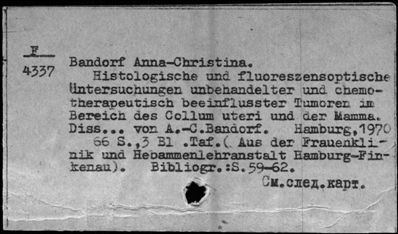 F
4337
Bandorf Anna-Christina.
Histologische und fluoreszensoptische
Untersuchungen unbehandelter und chemo-
therapeutisch beeinflusster Tumoren im
Bereich des Collum uteri und der Mamma.
Diss... von A.-C.Bandorf. Hamburg,1970
66 S.,3 Bl .Taf.( Aus der Frauenkli-
nik und Hebammenlehranstalt Hamburg-Fin-
kenau). Bibliogr.:S.59-62.
См.след.карт.